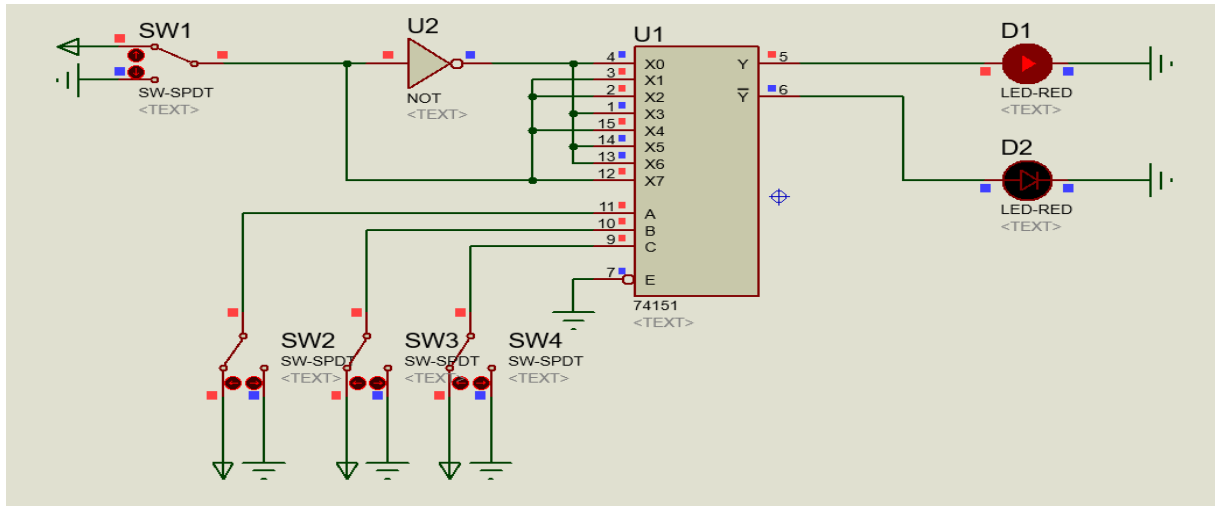 SW1
SW-SPDT
<TEXT>
U2
NOT
<TEXT>
U1
4 X0
3 X1
2 X2
1 X3
15 X4
14 X5
13 X6
12 X7
11 A
10 B
9 C
7 E
Y 5
Y 6
74151
<TEXT>
D1
LED-RED
<TEXT>
D2
LED-RED
<TEXT>
SW2
SW-SPDT
<TEXT>
SW3
SW-SPDT
<TEXT>
SW4
SW-SPDT
<TEXT>